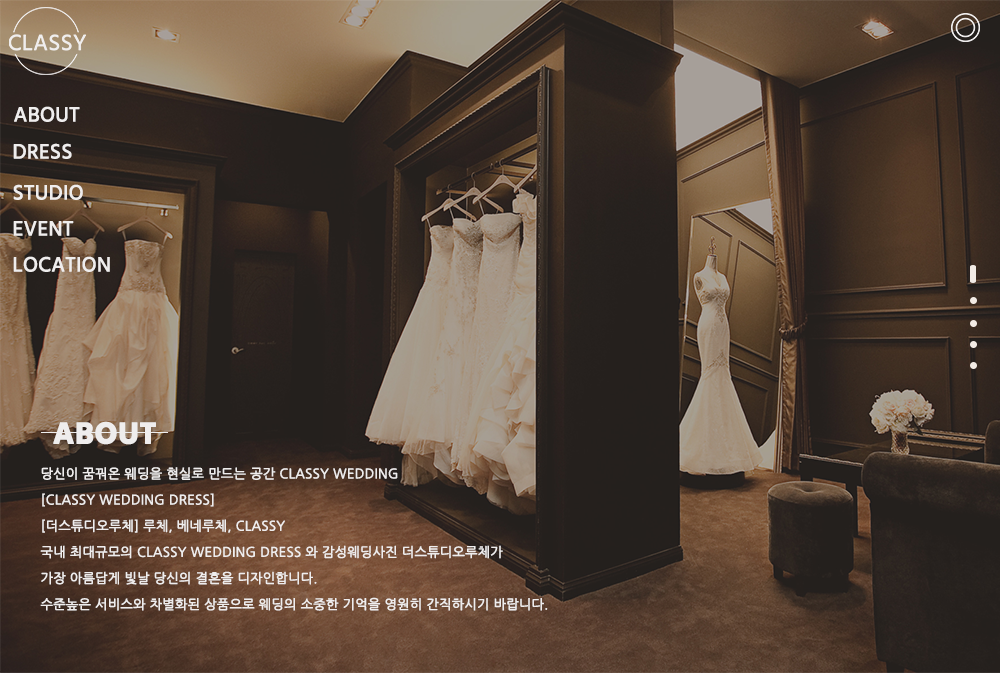 CLASSY
ABOUT
DRESS
STUDIO
EVENT
LOCATION
ABOUT
당신이 꿈꿔온 웨딩을 현실로 만드는 공간 CLASSY WEDDING
[CLASSY WEDDING DRESS]
[더스튜디오루체] 루체, 베네루체, CLASSY
국내 최대규모의 CLASSY WEDDING DRESS 와 감성웨딩사진 더스튜디오루체가
가장 아름답게 빛날 당신의 결혼을 디자인합니다.
수준높은 서비스와 차별화된 상품으로 웨딩의 소중한 기억을 영원히 간직하시기 바랍니다.